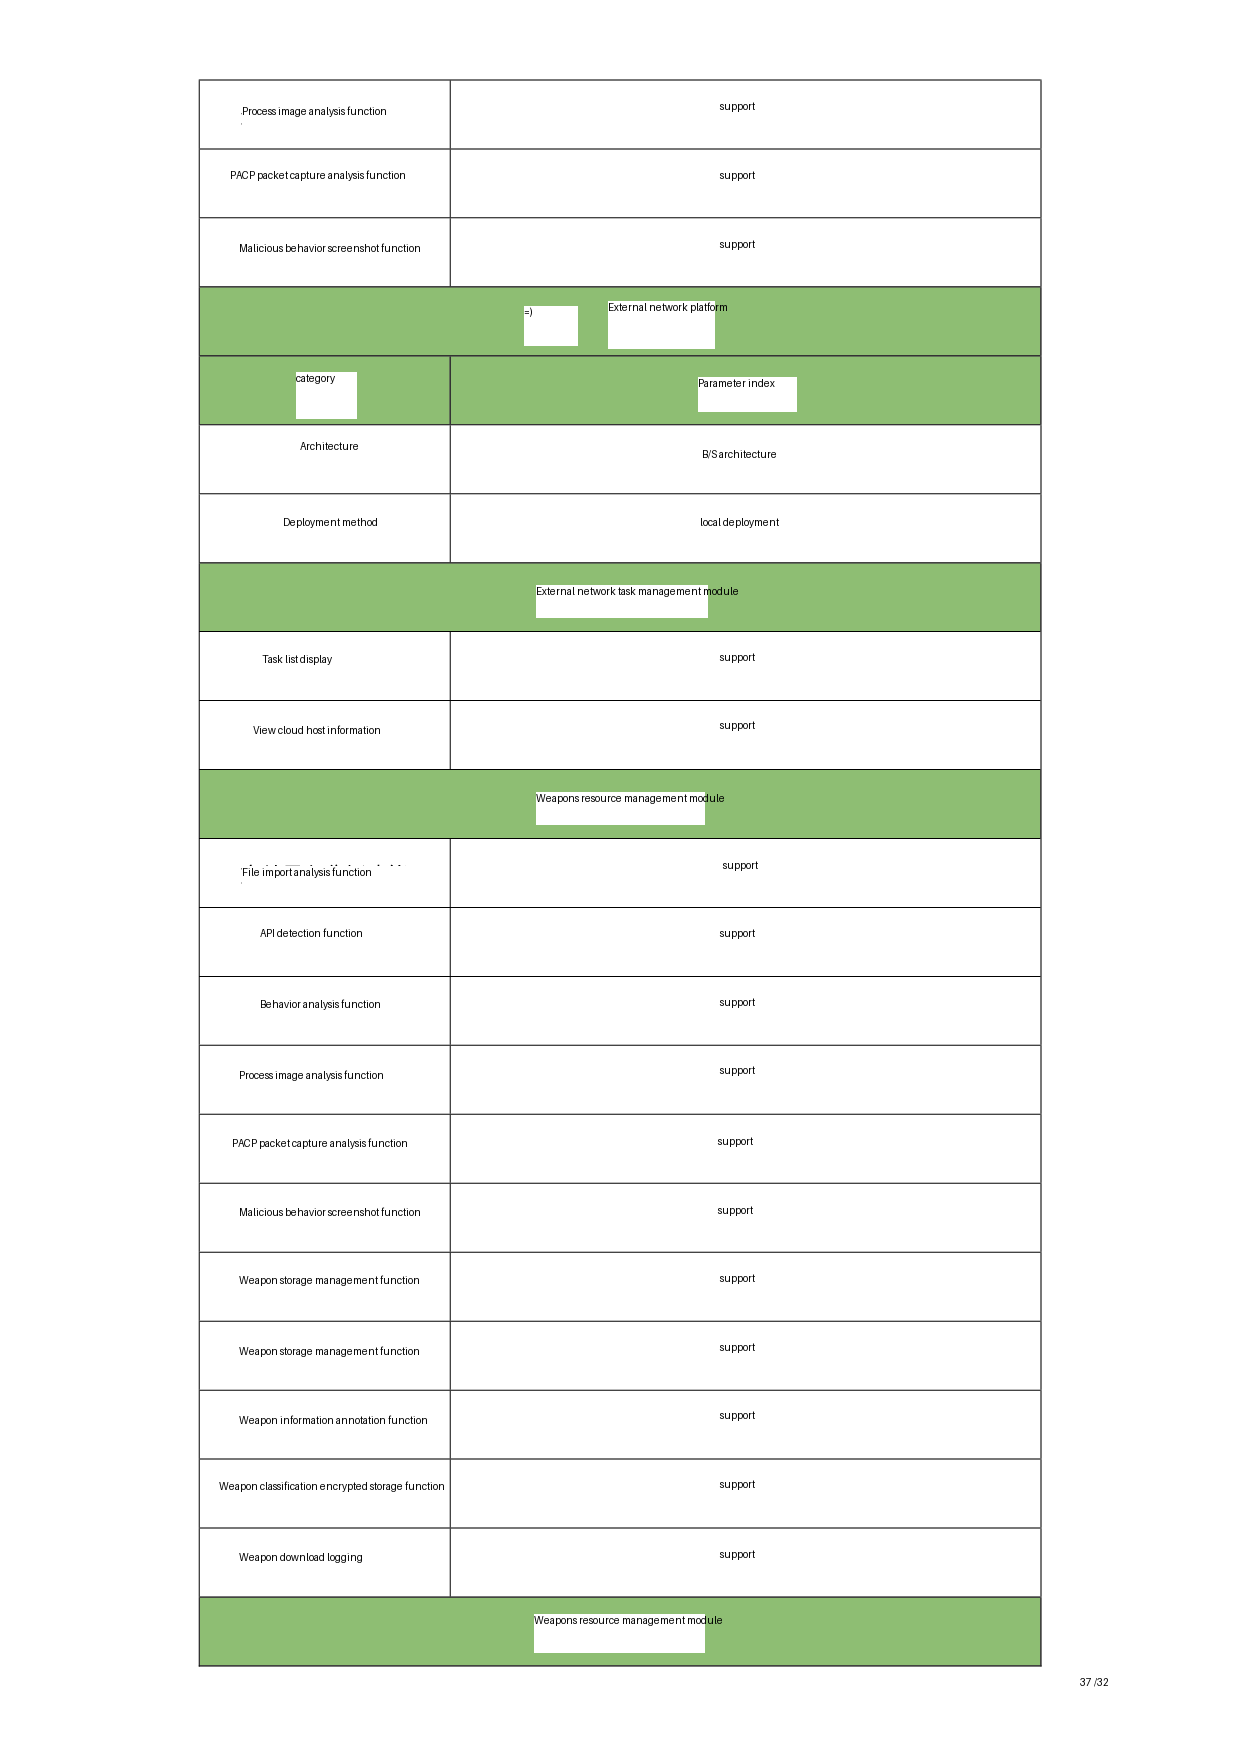 Process image analysis function
support
PACP packet capture analysis function
support
Malicious behavior screenshot function
support
=)
External network platform
category
Parameter index
Architecture
B/S architecture
Deployment method
local deployment
External network task management module
Task list display
support
View cloud host information
support
Weapons resource management module
File import analysis function
support
API detection function
support
Behavior analysis function
support
Process image analysis function
support
PACP packet capture analysis function
support
Malicious behavior screenshot function
support
Weapon storage management function
support
Weapon storage management function
support
Weapon information annotation function
support
Weapon classification encrypted storage function
support
Weapon download logging
support
Weapons resource management module
37 /32